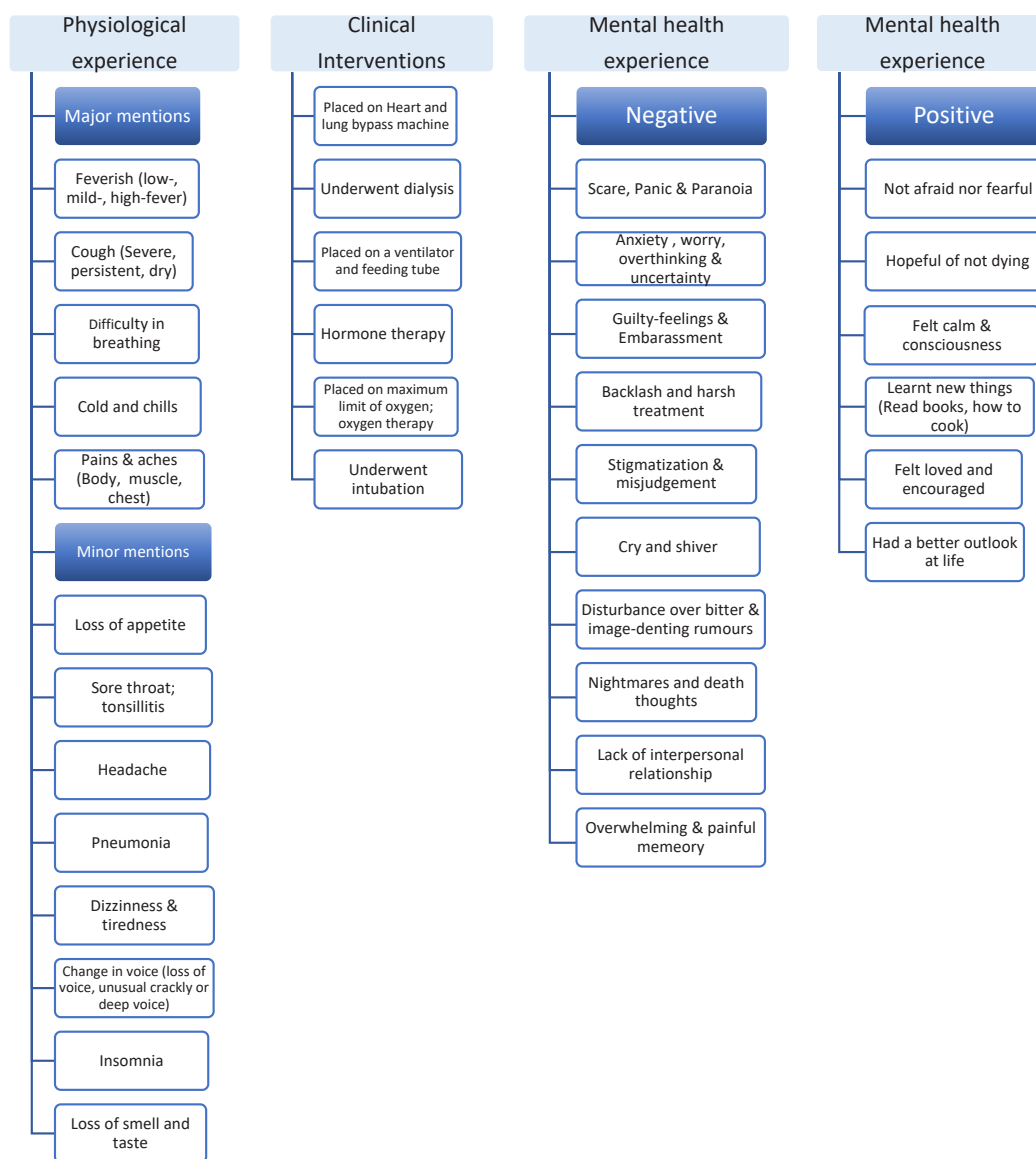 Physiological
experience
Major mentions
Feverish (low-,
mild-, high-fever)
Cough (Severe,
persistent, dry)
Difficulty in
breathing
Cold and chills
Pains & aches
(Body, muscle,
chest)
Minor mentions
Loss of appetite
Sore throat;
tonsillitis
Headache
Pneumonia
Dizzinness &
tiredness
Change in voice (loss of
voice, unusual crackly or
deep voice)
Insomnia
Loss of smell and
taste
Clinical
Interventions
Placed on Heart and
lung bypass machine
Underwent dialysis
Placed on a ventilator
and feeding tube
Hormone therapy
Placed on maximum
limit of oxygen;
oxygen therapy
Underwent
intubation
Mental health
experience
Negative
Scare, Panic & Paranoia
Anxiety , worry,
overthinking &
uncertainty
Guilty-feelings &
Embarassment
Backlash and harsh
treatment
Stigmatization &
misjudgement
Cry and shiver
Disturbance over bitter &
image-denting rumours
Nightmares and death
thoughts
Lack of interpersonal
relationship
Overwhelming & painful
memeory
Mental health
experience
Positive
Not afraid nor fearful
Hopeful of not dying
Felt calm &
consciousness
Learnt new things
(Read books, how to
cook)
Felt loved and
encouraged
Had a better outlook
at life